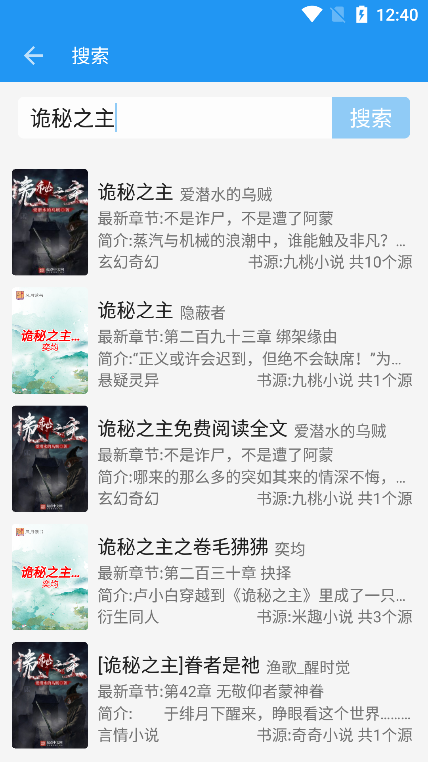 12:40
搜索
诡秘之主
搜索
诡秘之主 爱潜水的乌贼
最新章节:不是诈尸，不是遭了阿蒙
简介:蒸汽与机械的浪潮中，谁能触及非凡？…
玄幻奇幻 书源:九桃小说 共10个源
诡秘之主 隐蔽者
最新章节:第二百九十三章 绑架缘由
简介:“正义或许会迟到，但绝不会缺席！”为…
悬疑灵异 书源:九桃小说 共1个源
诡秘之主...
奕均
诡秘之主免费阅读全文 爱潜水的乌贼
最新章节:不是诈尸，不是遭了阿蒙
简介:哪来的那么多的突如其来的情深不悔，…
玄幻奇幻 书源:九桃小说 共1个源
诡秘之主之卷毛狒狒 奕均
最新章节:第二百三十章 抉择
简介:卢小白穿越到《诡秘之主》里成了一只…
衍生同人 书源:米趣小说 共3个源
诡秘之主...
奕均
[诡秘之主]眷者是祂 渔歌_醒时觉
最新章节:第42章 无敬仰者蒙神眷
简介: 于绯月下醒来，睁眼看这个世界………
言情小说 书源:奇奇小说 共1个源